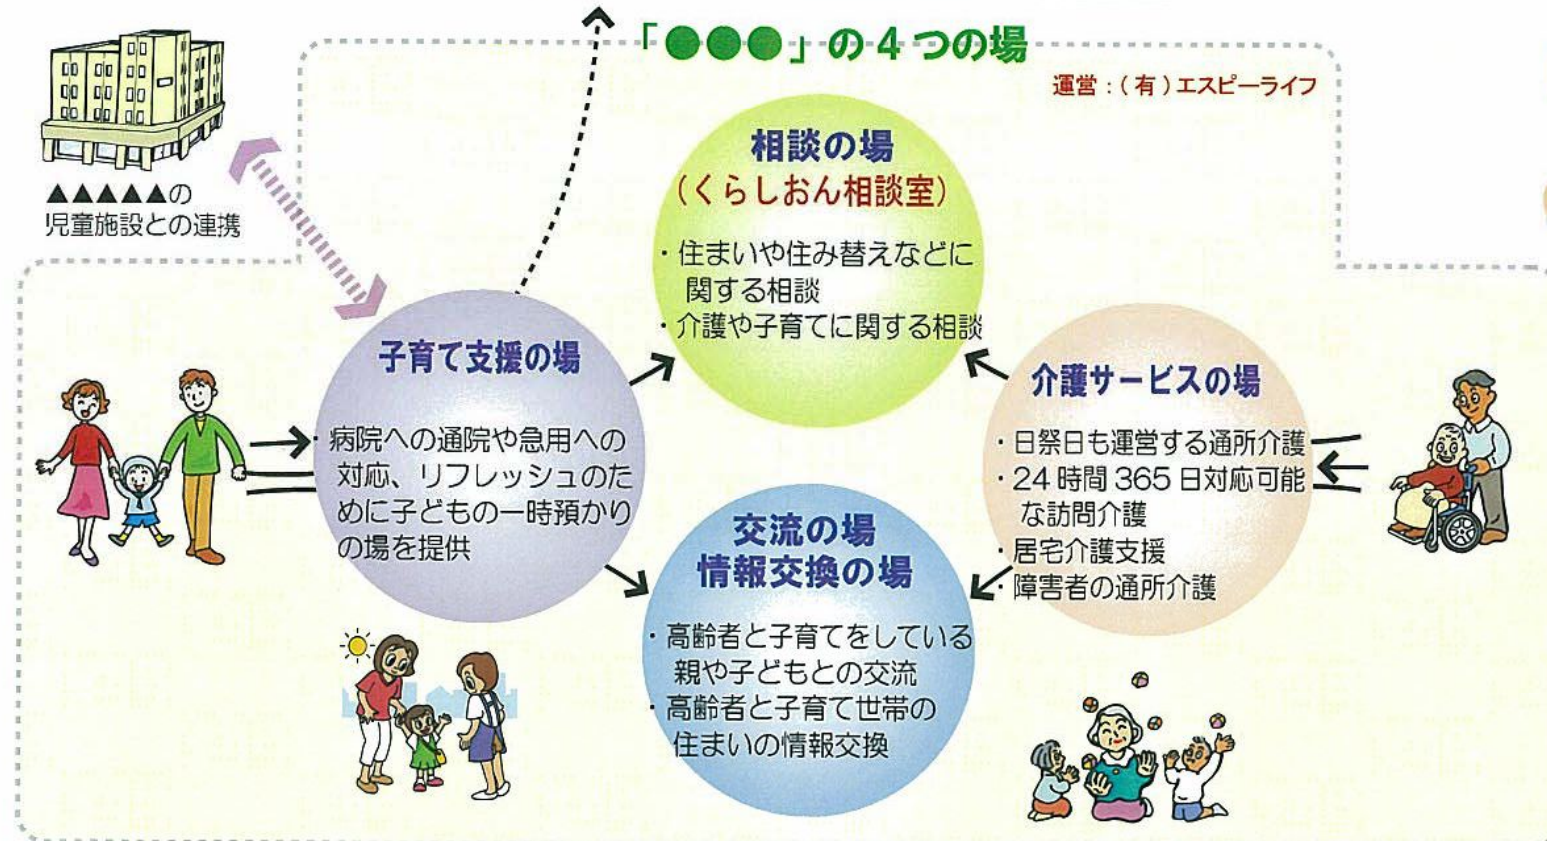 「●●●」の4つの場
運営：(有)エスピーライフ
▲▲▲▲▲の
児童施設との連携
相談の場
(くらしおん相談室)
・住まいや住み替えなどに
関する相談
・介護や子育てに関する相談
子育て支援の場
・病院への通院や急用への
対応、リフレッシュのた
めに子どもの一時預かり
の場を提供
介護サービスの場
・日祭日も運営する通所介護
・24時間365日対応可能
な訪問介護
・居宅介護支援
・障害者の通所介護
交流の場
情報交換の場
・高齢者と子育てをしている
親や子どもとの交流
・高齢者と子育て世帯の
住まいの情報交換